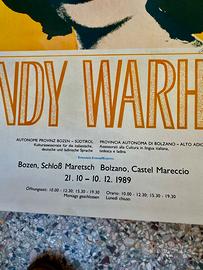 NDY WARH
AUTONOME PROVINZ BOZEN – SÜDTIROL
Kulturassessorate für die italienische,
deutsche und ladinische Sprache
PROVINCIA AUTONOMA DI BOLZANO – ALTO ADIG
Assessorati alla Cultura in lingua italiana,
tedesca e ladina
Bozen, Schloß Maretsch Bolzano, Castel Mareccio
21. 10 – 10. 12. 1989
Öffnungszeit: 10.00 - 12.30; 15.30 - 19.30
Montags geschlossen
Orario: 10.00 - 12.30; 15.30 - 19.30
Lunedì chiuso